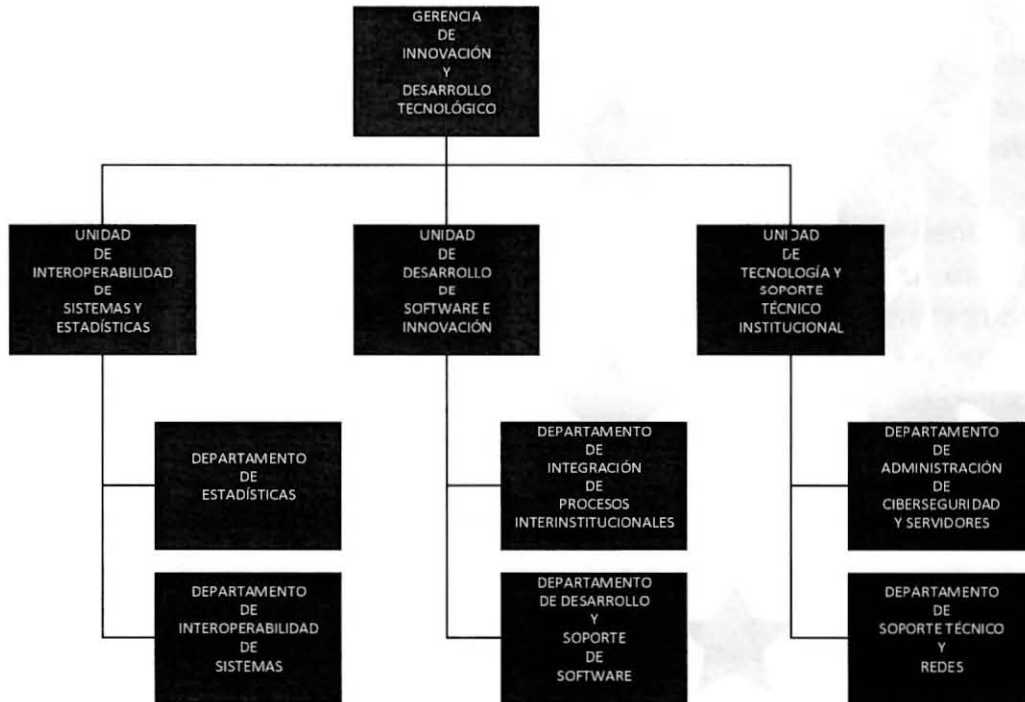 GERENCIA
DE
INNOVACIÓN
Y
DESARROLLO
TECNOLÓGICO
UNIDAD
DE
INTEROPERABILIDAD
DE
SISTEMAS Y
ESTADÍSTICAS
UNIDAD
DE
DESARROLLO
DE
SOFTWARE E
INNOVACIÓN
UNIDAD
DE
TECNOLOGÍA Y
SOPORTE
TÉCNICO
INSTITUCIONAL
DEPARTAMENTO
DE
ESTADÍSTICAS
DEPARTAMENTO
DE
INTEGRACIÓN
DE
PROCESOS
INTERINSTITUCIONALES
DEPARTAMENTO
DE
ADMINISTRACIÓN
DE
CIBERSEGURIDAD
Y SERVIDORES
DEPARTAMENTO
DE
INTEROPERABILIDAD
DE
SISTEMAS
DEPARTAMENTO
DE DESARROLLO
Y
SOPORTE
DE
SOFTWARE
DEPARTAMENTO
DE
SOPORTE TÉCNICO
Y
REDES